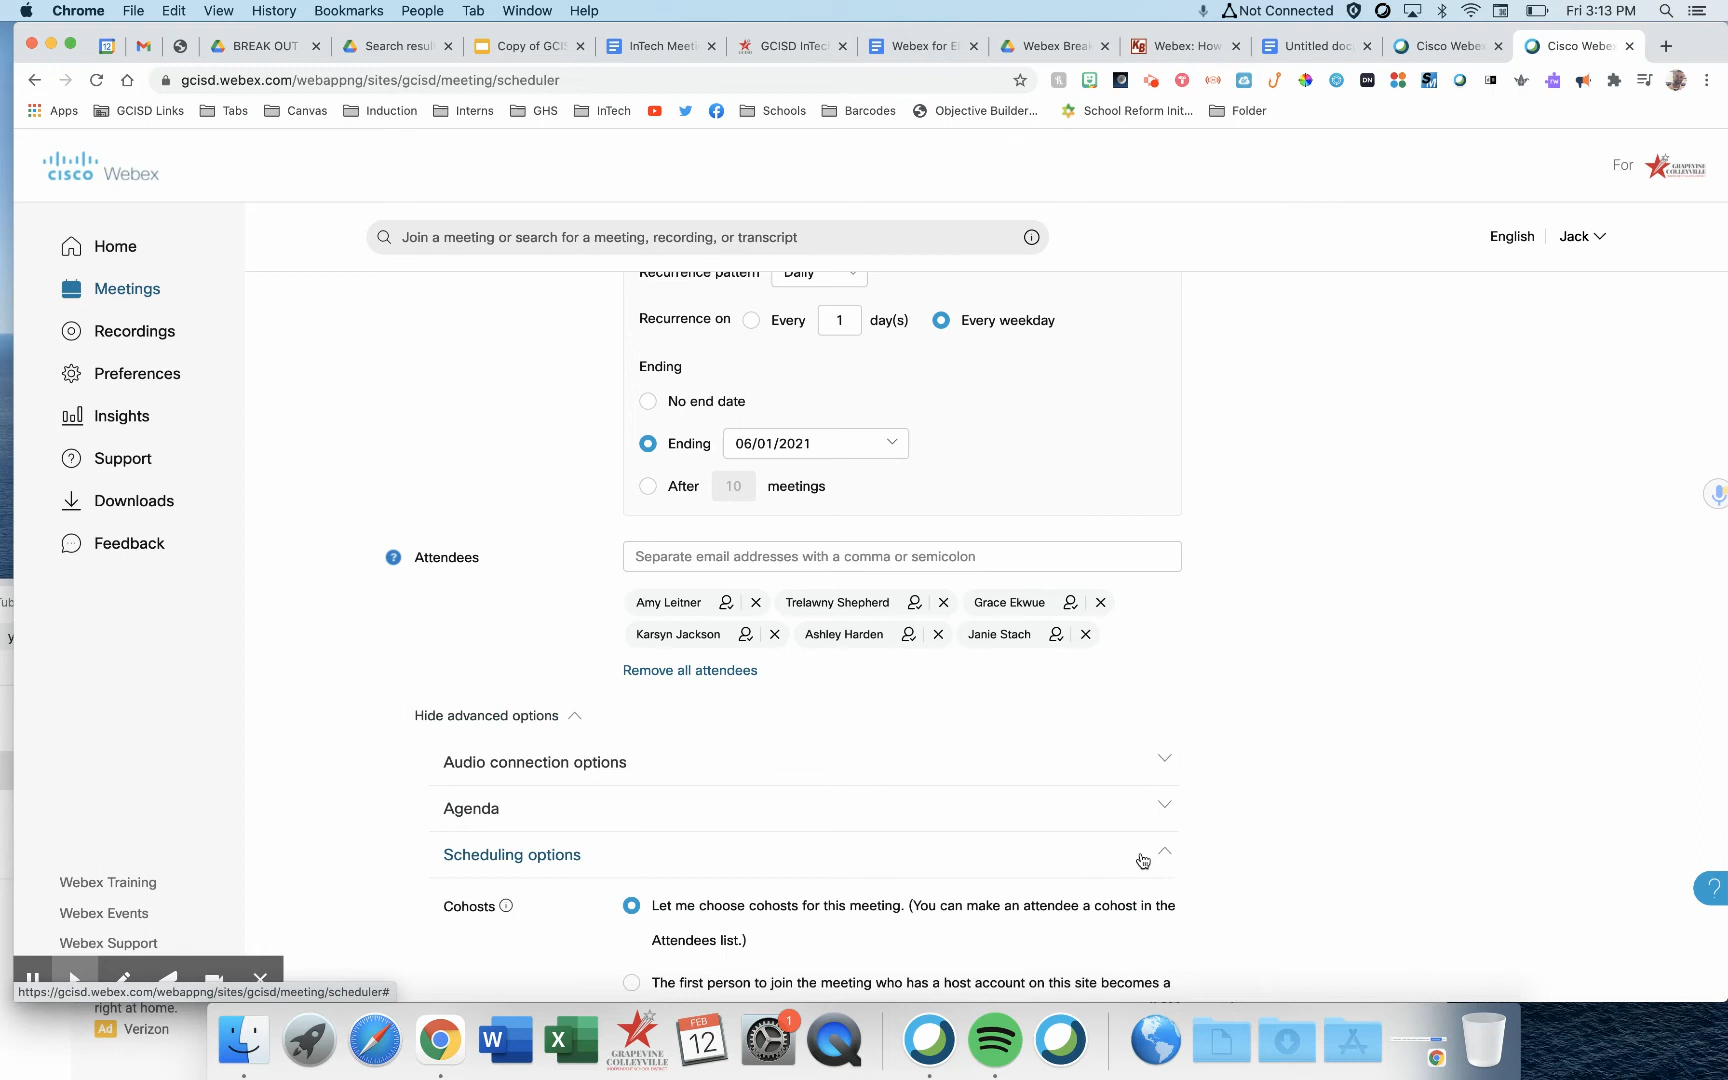 Chrome File Edit View History Bookmarks People Tab Window Help Not Connected Fri 3:13 PM
12 BREAK OUT Search resul Copy of GCI InTech Meeti GCISD InTec Webex for El Webex Brea KB Webex: How Untitled doc Cisco Webe Cisco Webe
gcisd.webex.com/webappng/sites/gcisd/meeting/scheduler
Apps GCISD Links Tabs Canvas Induction Interns GHS InTech Schools Barcodes Objective Builder... School Reform Init... Folder
cisco Webex
For GRAPEVINE COLLEYVILLE
Join a meeting or search for a meeting, recording, or transcript
English Jack
Home
Meetings
Recordings
Preferences
Insights
Support
Downloads
Feedback
Recurrence pattern Daily
Recurrence on Every 1 day(s) Every weekday
Ending
No end date
Ending 06/01/2021
After 10 meetings
? Attendees Separate email addresses with a comma or semicolon
Amy Leitner Trelawny Shepherd Grace Ekwue
Karsyn Jackson Ashley Harden Janie Stach
Remove all attendees
Hide advanced options
Audio connection options
Agenda
Scheduling options
Cohosts Let me choose cohosts for this meeting. (You can make an attendee a cohost in the
Attendees list.)
The first person to join the meeting who has a host account on this site becomes a
Webex Training
Webex Events
Webex Support
https://gcisd.webex.com/webappng/sites/gcisd/meeting/scheduler#
right at home.
Ad Verizon
W X GRAPEVINE COLLEYVILLE FEB 12 1